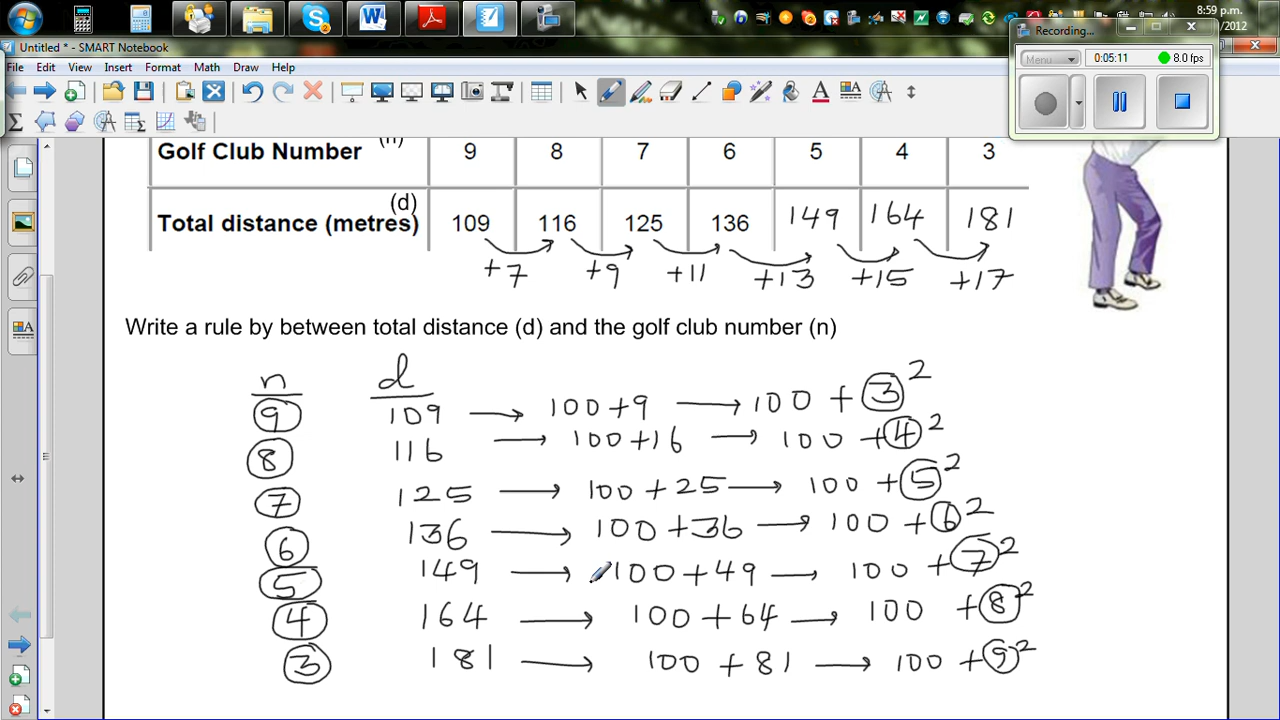 8:59 p.m.
/2012
Untitled * - SMART Notebook
Recording...
File Edit View Insert Format Math Draw Help
Menu 0:05:11 8.0 fps
Golf Club Number (n) 9 8 7 6 5 4 3
Total distance (metres) (d) 109 116 125 136 149 164 181
+7 +9 +11 +13 +15 +17
Write a rule by between total distance (d) and the golf club number (n)
n d
9 109 → 100+9 → 100 + 3²
8 116 → 100+16 → 100 + 4²
7 125 → 100+25 → 100 + 5²
6 136 → 100+36 → 100 + 6²
5 149 → 100+49 → 100 + 7²
4 164 → 100+64 → 100 + 8²
3 181 → 100 + 81 → 100 + 9²